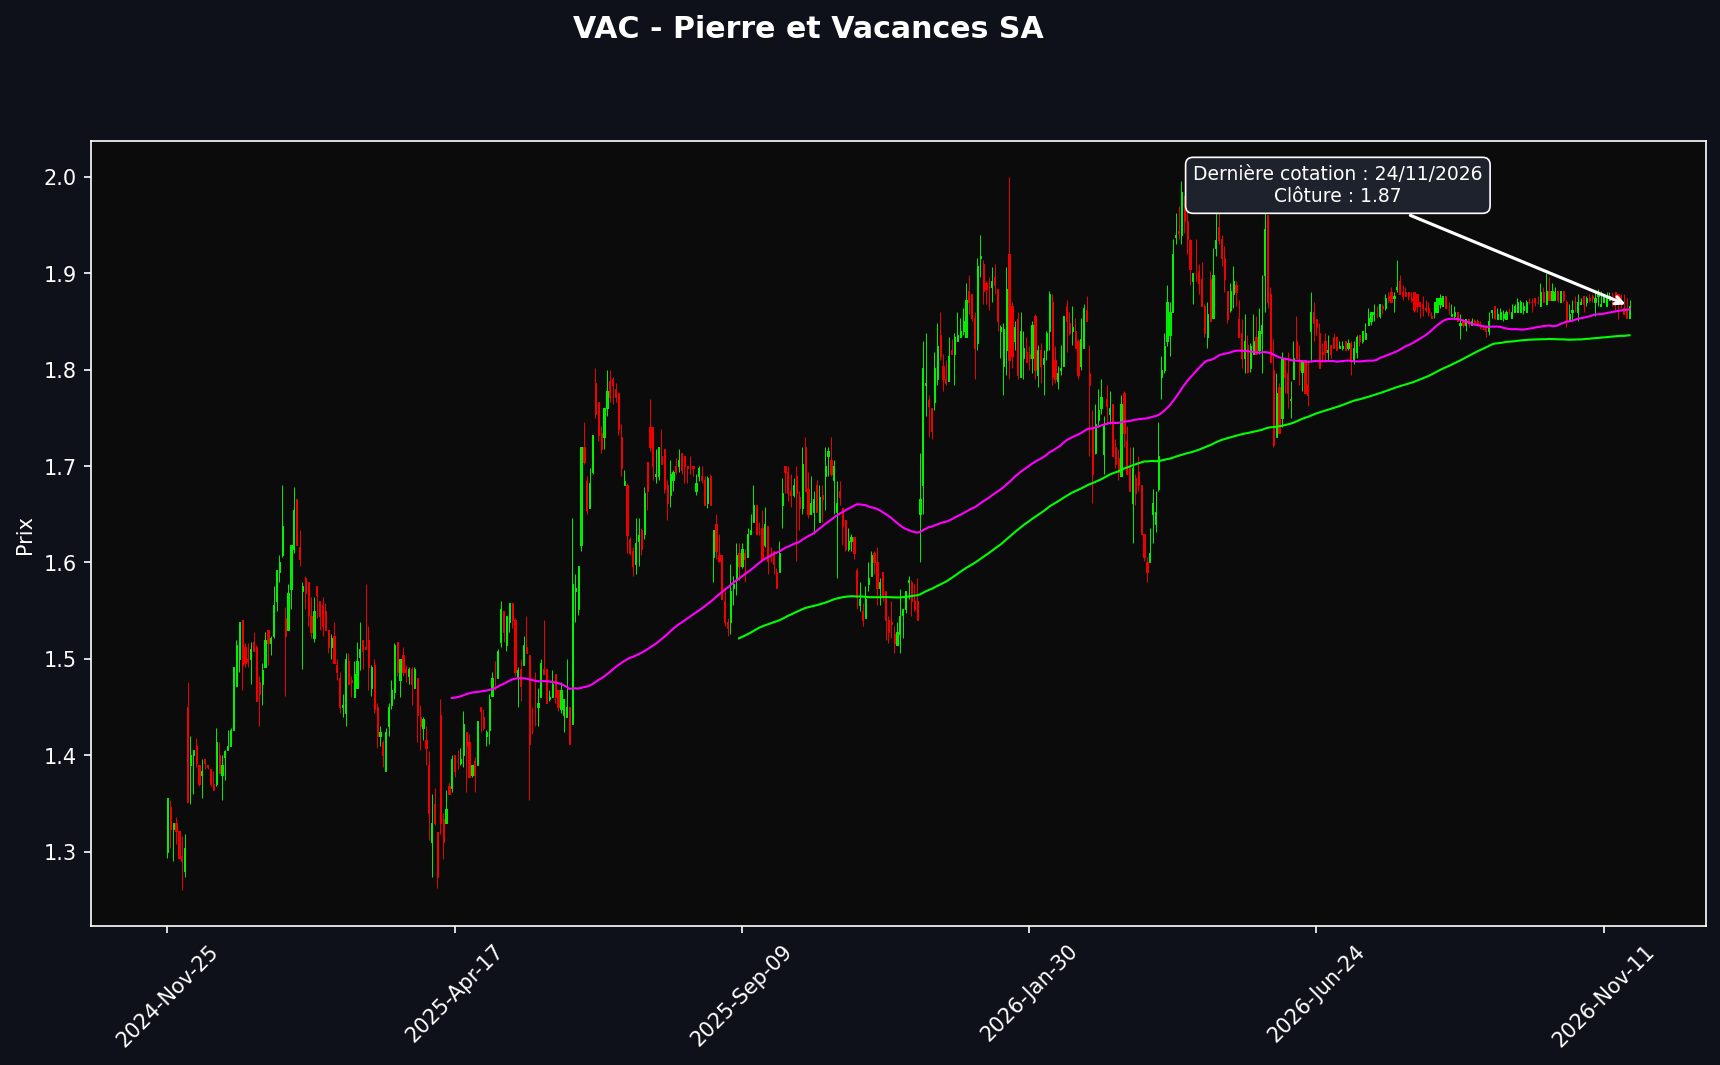 VAC - Pierre et Vacances SA
Dernière cotation : 24/11/2026
Clôture : 1.87
2.0
1.9
1.8
1.7
1.6
1.5
1.4
1.3
Prix
2024-Nov-25
2025-Apr-17
2025-Sep-09
2026-Jan-30
2026-Jun-24
2026-Nov-11